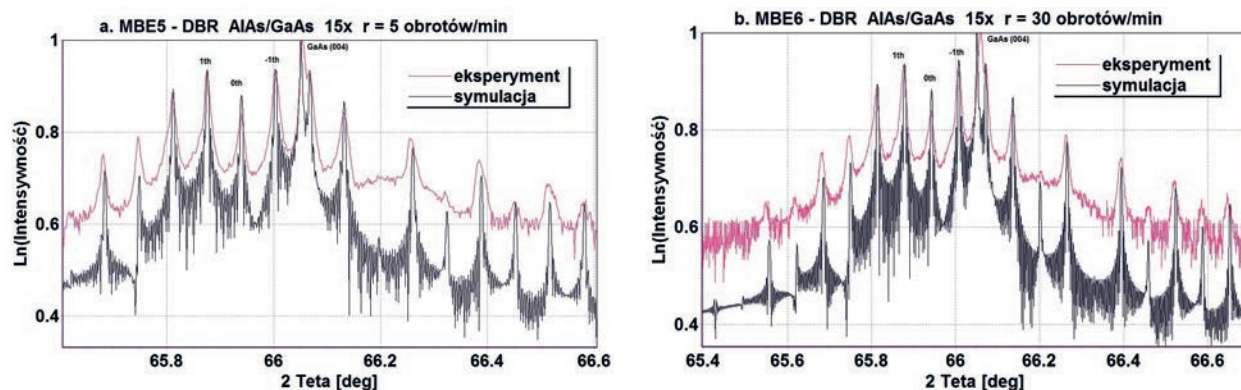 a. MBE5 - DBR AlAs/GaAs 15x r = 5 obrotów/min
1
1th
0th
-1th
GaAs (004)
eksperyment
symulacja
0.8
0.6
0.4
Ln(Intensywność)
65.8
66
66.2
66.4
66.6
2 Teta [deg]
b. MBE6 - DBR AlAs/GaAs 15x r = 30 obrotów/min
1
1th
0th
-1th
GaAs (004)
eksperyment
symulacja
0.8
0.6
0.4
Ln(Intensywność)
65.4
65.6
65.8
66
66.2
66.4
66.6
2 Teta [deg]